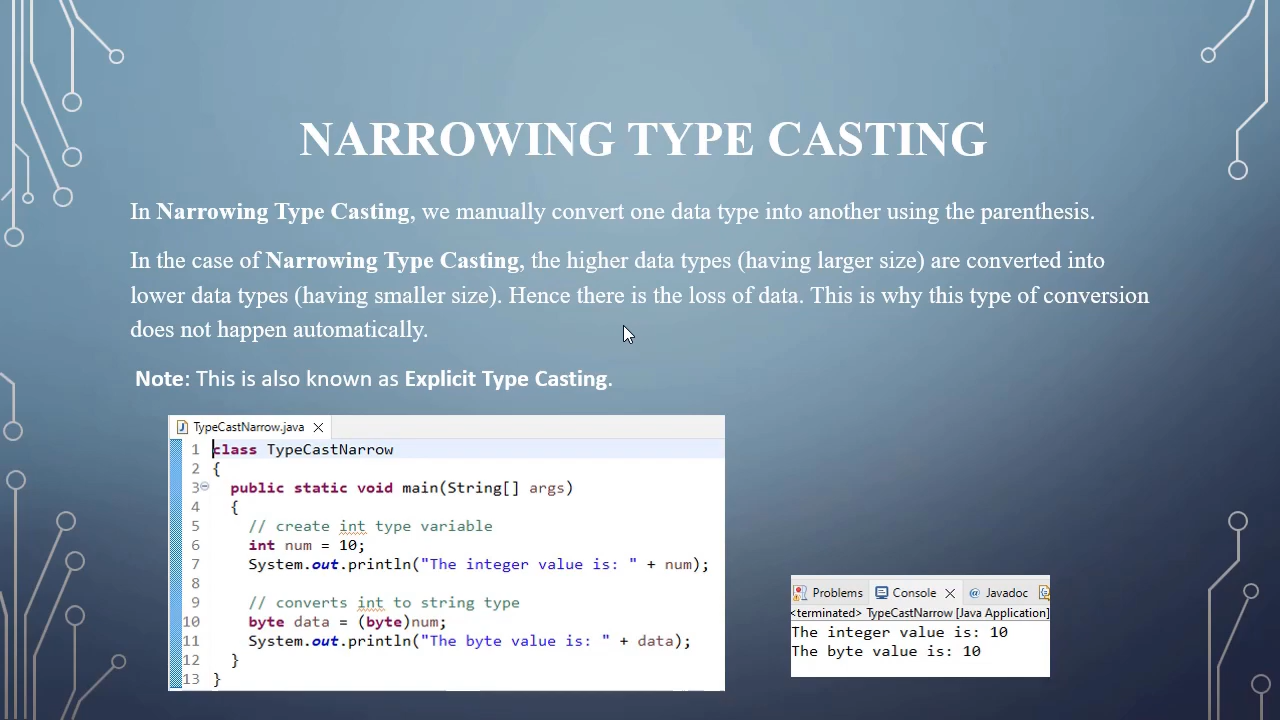 NARROWING TYPE CASTING
In Narrowing Type Casting, we manually convert one data type into another using the parenthesis.
In the case of Narrowing Type Casting, the higher data types (having larger size) are converted into
lower data types (having smaller size). Hence there is the loss of data. This is why this type of conversion
does not happen automatically.
Note: This is also known as Explicit Type Casting.
TypeCastNarrow.java
1 class TypeCastNarrow
2 {
3 public static void main(String[] args)
4 {
5 // create int type variable
6 int num = 10;
7 System.out.println("The integer value is: " + num);
8
9 // converts int to string type
10 byte data = (byte)num;
11 System.out.println("The byte value is: " + data);
12 }
13 }
Problems Console @ Javadoc
<terminated> TypeCastNarrow [Java Application]
The integer value is: 10
The byte value is: 10